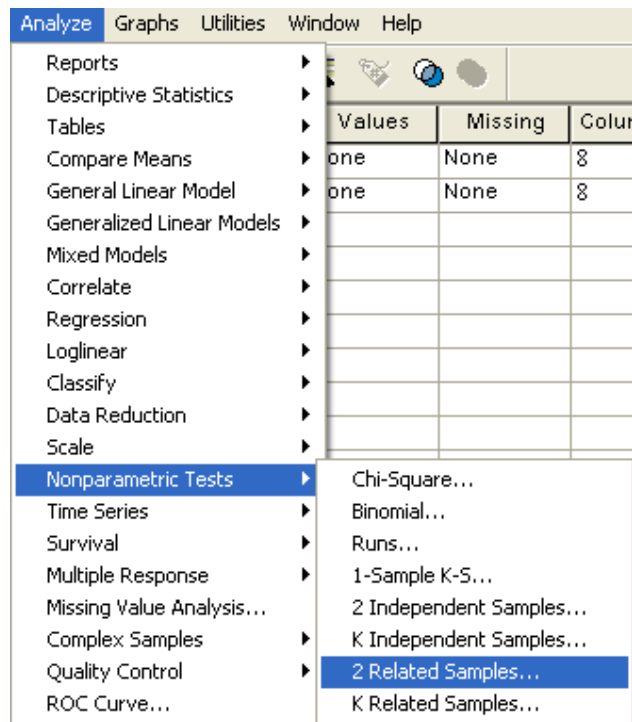 Analyze Graphs Utilities Window Help
Reports
Descriptive Statistics
Tables
Compare Means
General Linear Model
Generalized Linear Models
Mixed Models
Correlate
Regression
Loglinear
Classify
Data Reduction
Scale
Nonparametric Tests
Time Series
Survival
Multiple Response
Missing Value Analysis...
Complex Samples
Quality Control
ROC Curve...
Values Missing Colur
one None 8
one None 8
Chi-Square...
Binomial...
Runs...
1-Sample K-S...
2 Independent Samples...
K Independent Samples...
2 Related Samples...
K Related Samples...